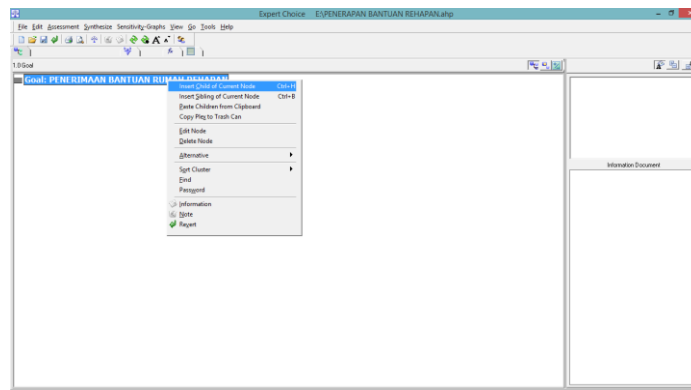 Expert Choice E:\PENERAPAN BANTUAN REHAPAN.ahp
File Edit Assessment Synthesize Sensitivity-Graphs View Go Tools Help
1.0 Goal
Goal: PENERIMAAN BANTUAN RUMAH REHAPAN
Insert Child of Current Node Ctrl+H
Insert Sibling of Current Node Ctrl+B
Paste Children from Clipboard
Copy Plex to Trash Can
Edit Node
Delete Node
Alternative
Sort Cluster
Find
Password
Information
Note
Revert
Information Document